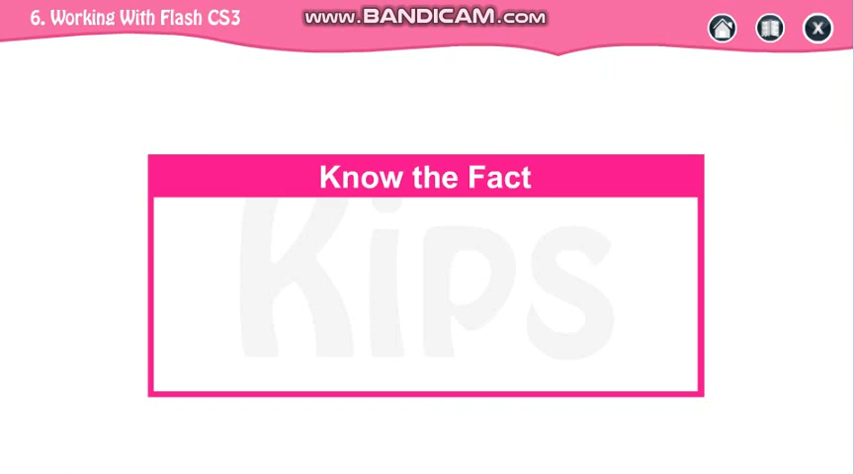 6. Working With Flash CS3
www.BANDICAM.com
Know the Fact
Kips